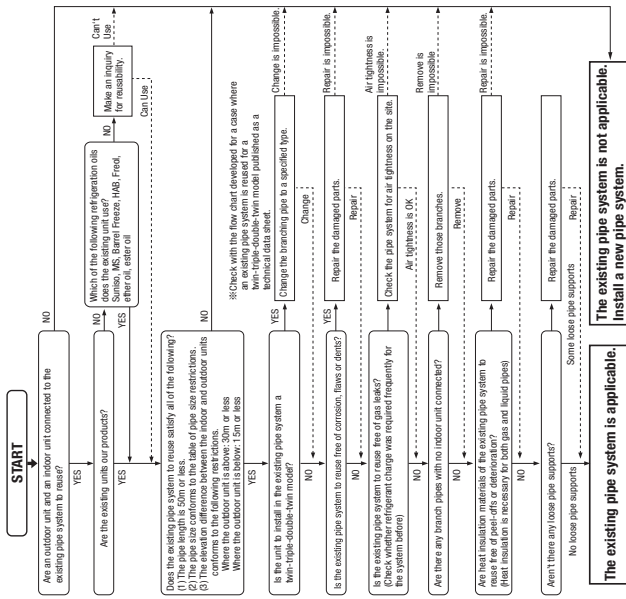 START
Are an outdoor unit and an indoor unit connected to the
existing pipe system to reuse?
NO
YES
Are the existing units our products?
NO
YES
Which of the following refrigeration oils
does the existing unit use?
Suniso, MS, Barrel Freeze, HAB, Freol,
ether oil, ester oil
NO
YES
Make an inquiry
for reusability.
Can't
Use
Can Use
Does the existing pipe system to reuse satisfy all of the following?
(1) The pipe length is 50m or less.
(2) The pipe size conforms to the table of pipe size restrictions.
(3) The elevation difference between the indoor and outdoor units
conforms to the following restrictions.
Where the outdoor unit is above: 30m or less
Where the outdoor unit is below: 15m or less
NO
YES
※Check with the flow chart developed for a case where
an existing pipe system is reused for a
twin-triple-double-twin model published as a
technical data sheet.
Is the unit to install in the existing pipe system a
twin-triple-double-twin model?
YES
Change the branching pipe to a specified type.
Change is impossible.
NO
Change
Is the existing pipe system to reuse free of corrosion, flaws or dents?
YES
Repair the damaged parts.
Repair is impossible.
NO
Repair
Is the existing pipe system to reuse free of gas leaks?
(Check whether refrigerant charge was required frequently for
the system before)
Check the pipe system for air tightness on the site.
Air tightness is
impossible.
NO
Air tightness is OK
Are there any branch pipes with no indoor unit connected?
Remove those branches.
Remove is
impossible
NO
Remove
Are heat insulation materials of the existing pipe system to
reuse free of peel-offs or deterioration?
(Heat insulation is necessary for both gas and liquid pipes)
Repair the damaged parts.
Repair is impossible.
NO
Repair
Aren't there any loose pipe supports?
Repair the damaged parts.
No loose pipe supports
Some loose pipe supports
Repair
The existing pipe system is applicable.
The existing pipe system is not applicable.
Install a new pipe system.